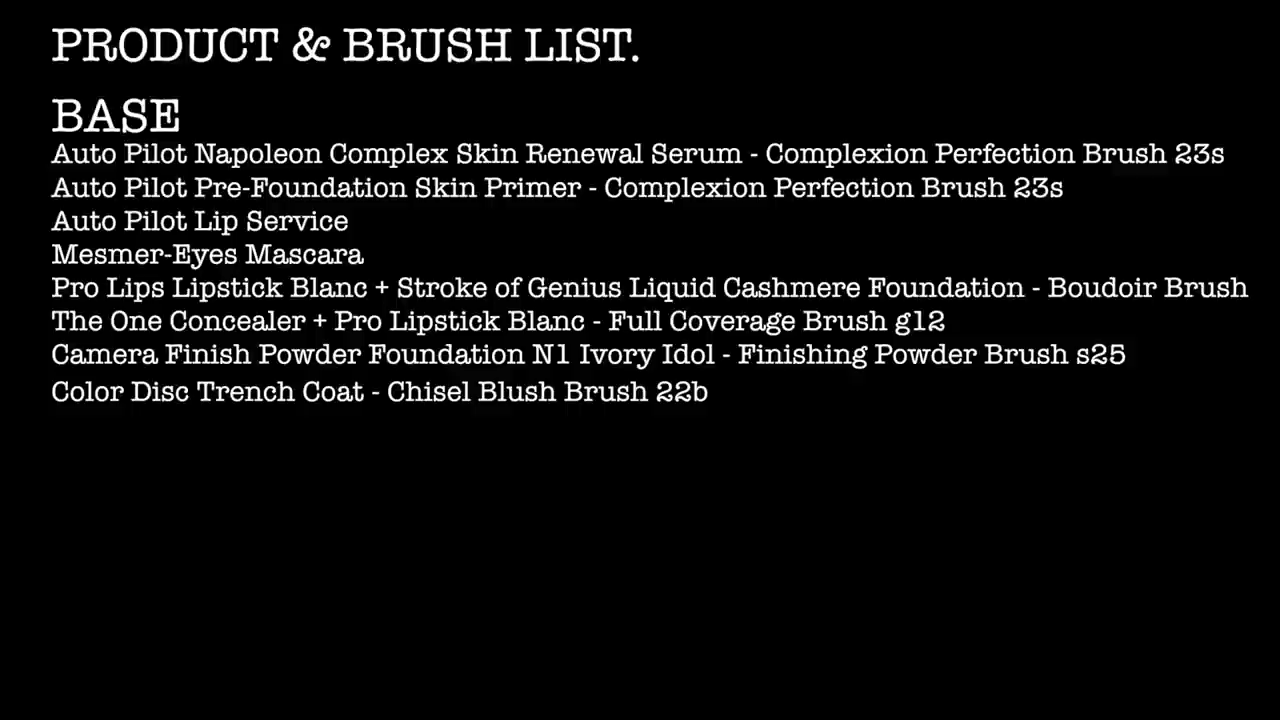 PRODUCT & BRUSH LIST.
BASE
Auto Pilot Napoleon Complex Skin Renewal Serum - Complexion Perfection Brush 23s
Auto Pilot Pre-Foundation Skin Primer - Complexion Perfection Brush 23s
Auto Pilot Lip Service
Mesmer-Eyes Mascara
Pro Lips Lipstick Blanc + Stroke of Genius Liquid Cashmere Foundation - Boudoir Brush
The One Concealer + Pro Lipstick Blanc - Full Coverage Brush g12
Camera Finish Powder Foundation N1 Ivory Idol - Finishing Powder Brush s25
Color Disc Trench Coat - Chisel Blush Brush 22b